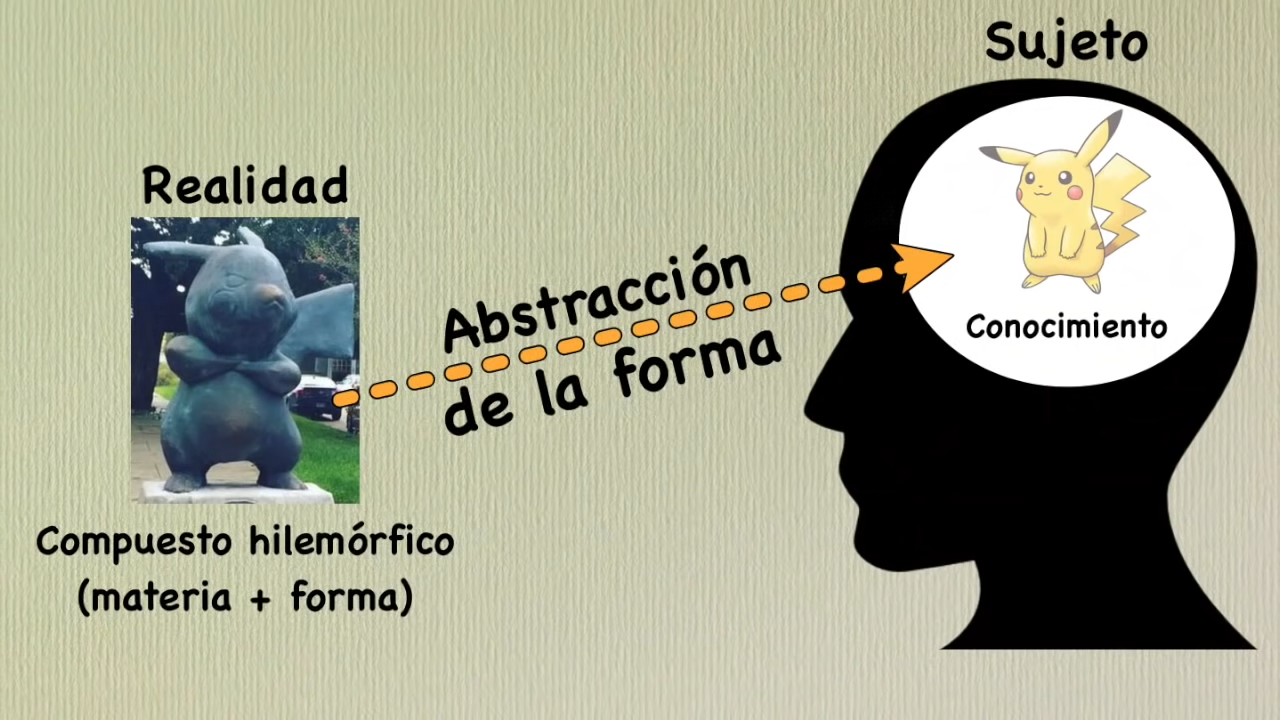 Sujeto
Realidad
Abstracción
de la forma
Conocimiento
Compuesto hilemórfico
(materia + forma)